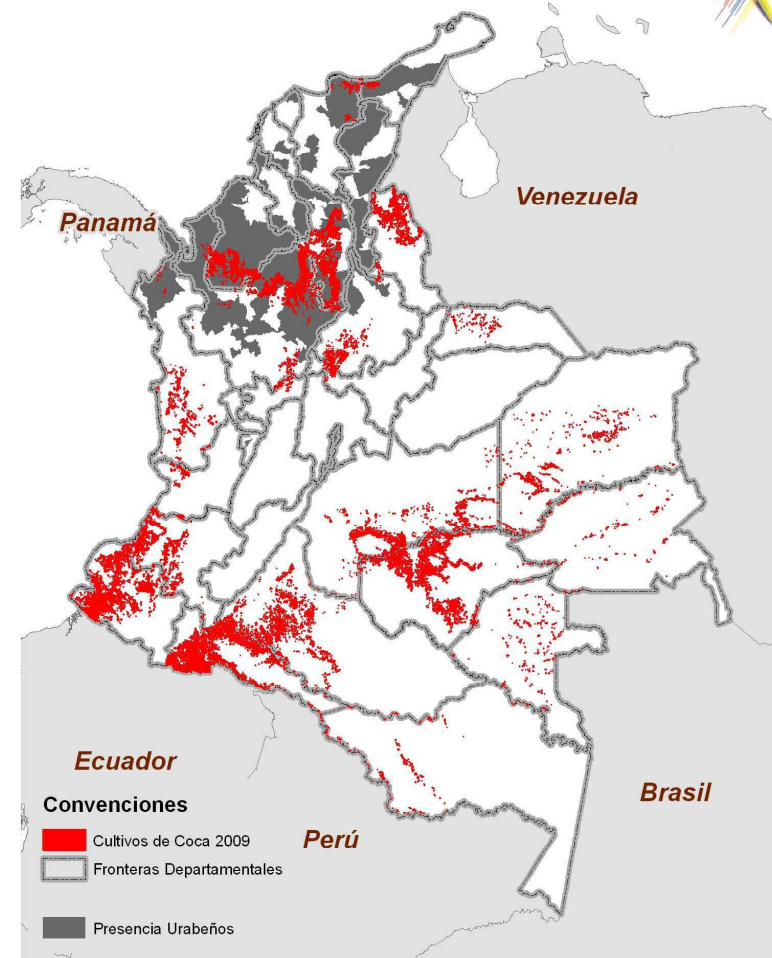 Venezuela
Panamá
Ecuador
Brasil
Perú
Convenciones
Cultivos de Coca 2009
Fronteras Departamentales
Presencia Urabeños